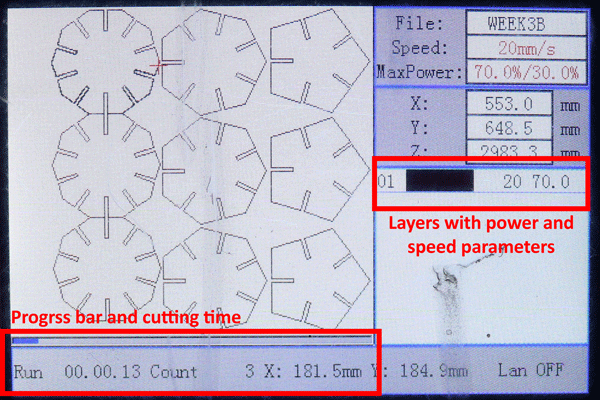 File: WEEK3B
Speed: 20mm/s
MaxPower: 70.0%/30.0%
X: 553.0 mm
Y: 648.5 mm
Z: 2983.3 mm
01 20 70.0
Layers with power and
speed parameters
Progrss bar and cutting time
Run 00.00.13 Count 3 X: 181.5mm Y: 184.9mm Lan OFF